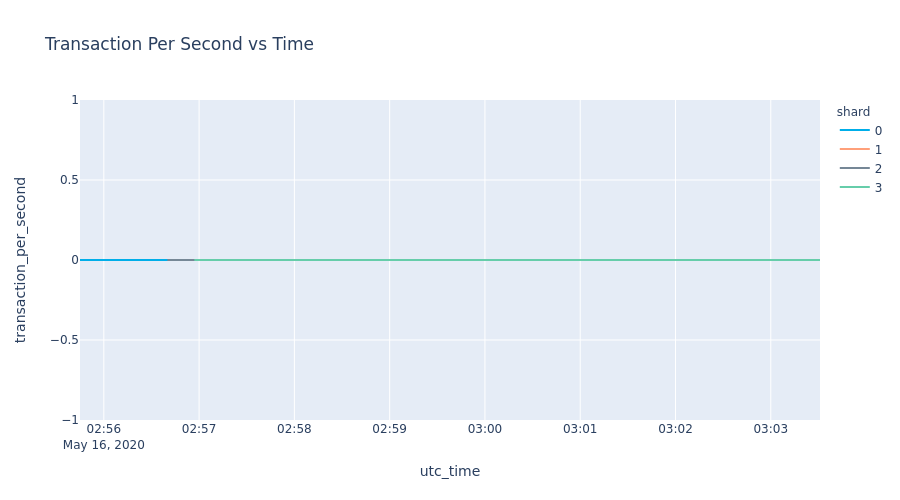 Transaction Per Second vs Time
shard
0
1
2
3
transaction_per_second
1
0.5
0
−0.5
−1
02:56 02:57 02:58 02:59 03:00 03:01 03:02 03:03
May 16, 2020
utc_time